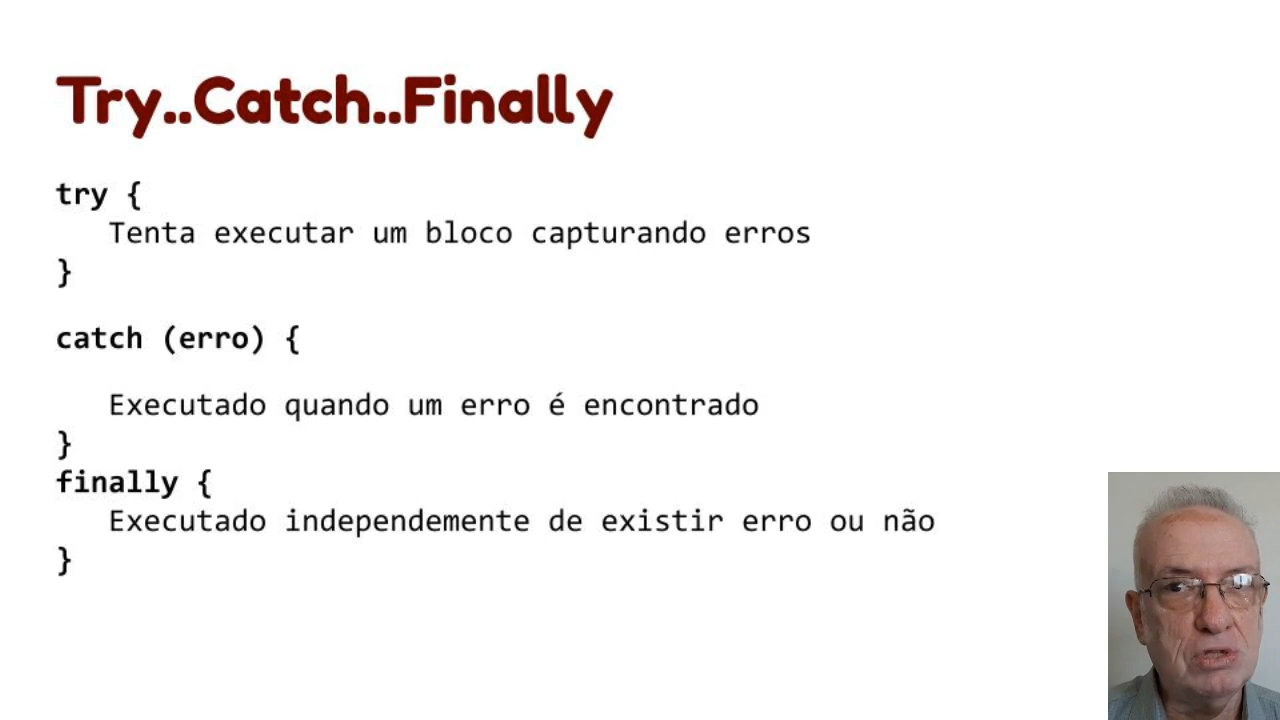 Try..Catch..Finally
try {
Tenta executar um bloco capturando erros
}
catch (erro) {
Executado quando um erro é encontrado
}
finally {
Executado independemente de existir erro ou não
}